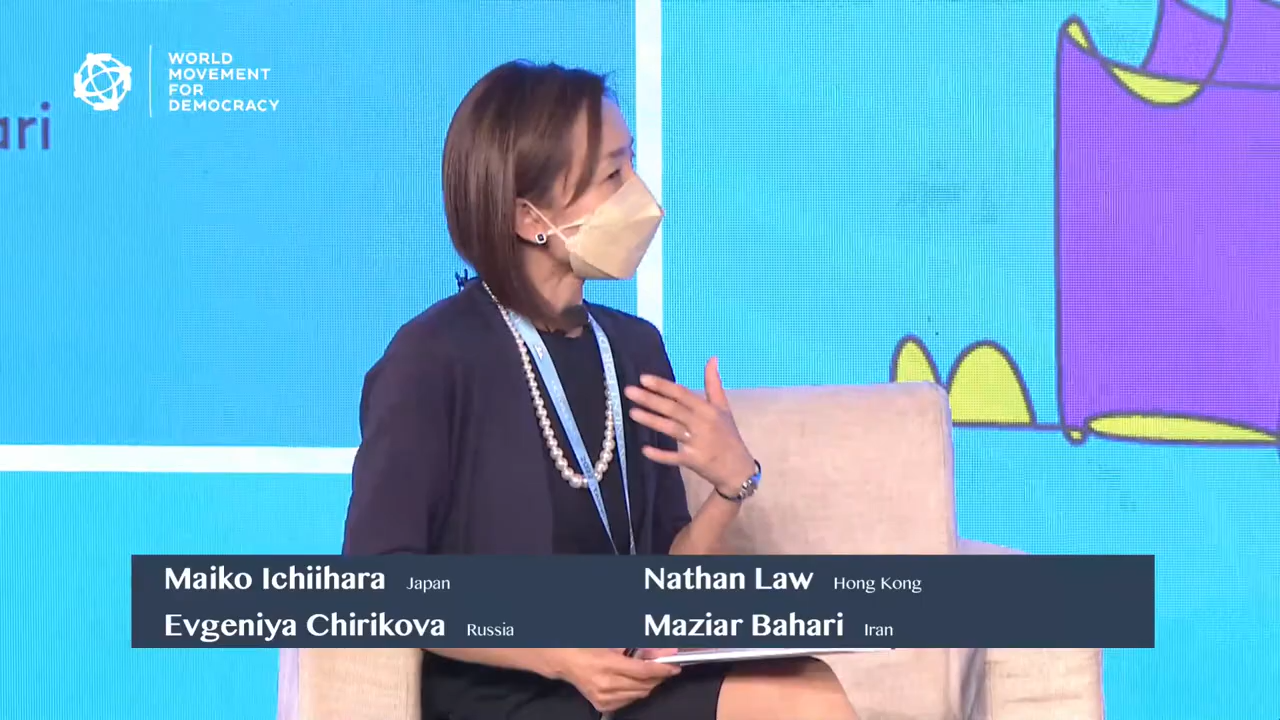 WORLD
MOVEMENT
FOR
DEMOCRACY
ari
Maiko Ichiihara Japan
Nathan Law Hong Kong
Evgeniya Chirikova Russia
Maziar Bahari Iran